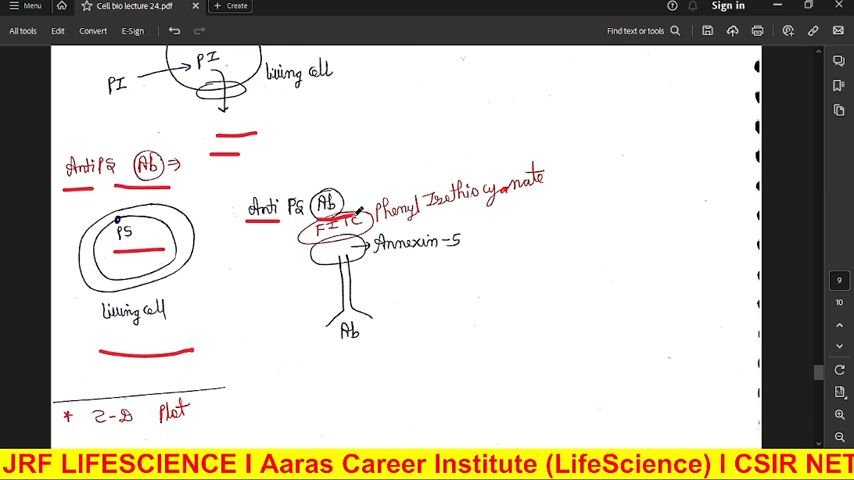 Menu
Cell bio lecture 24.pdf
Create
Sign in
All tools Edit Convert E-Sign
Find text or tools
PI
PI
living cell
Anti PS Ab ⇒
Anti PS Ab
FITC
Phenyl Isethiocyanate
PS
Annexin-5
living cell
Ab
* 2-D Plot
9
10
JRF LIFESCIENCE I Aaras Career Institute (LifeScience) I CSIR NET